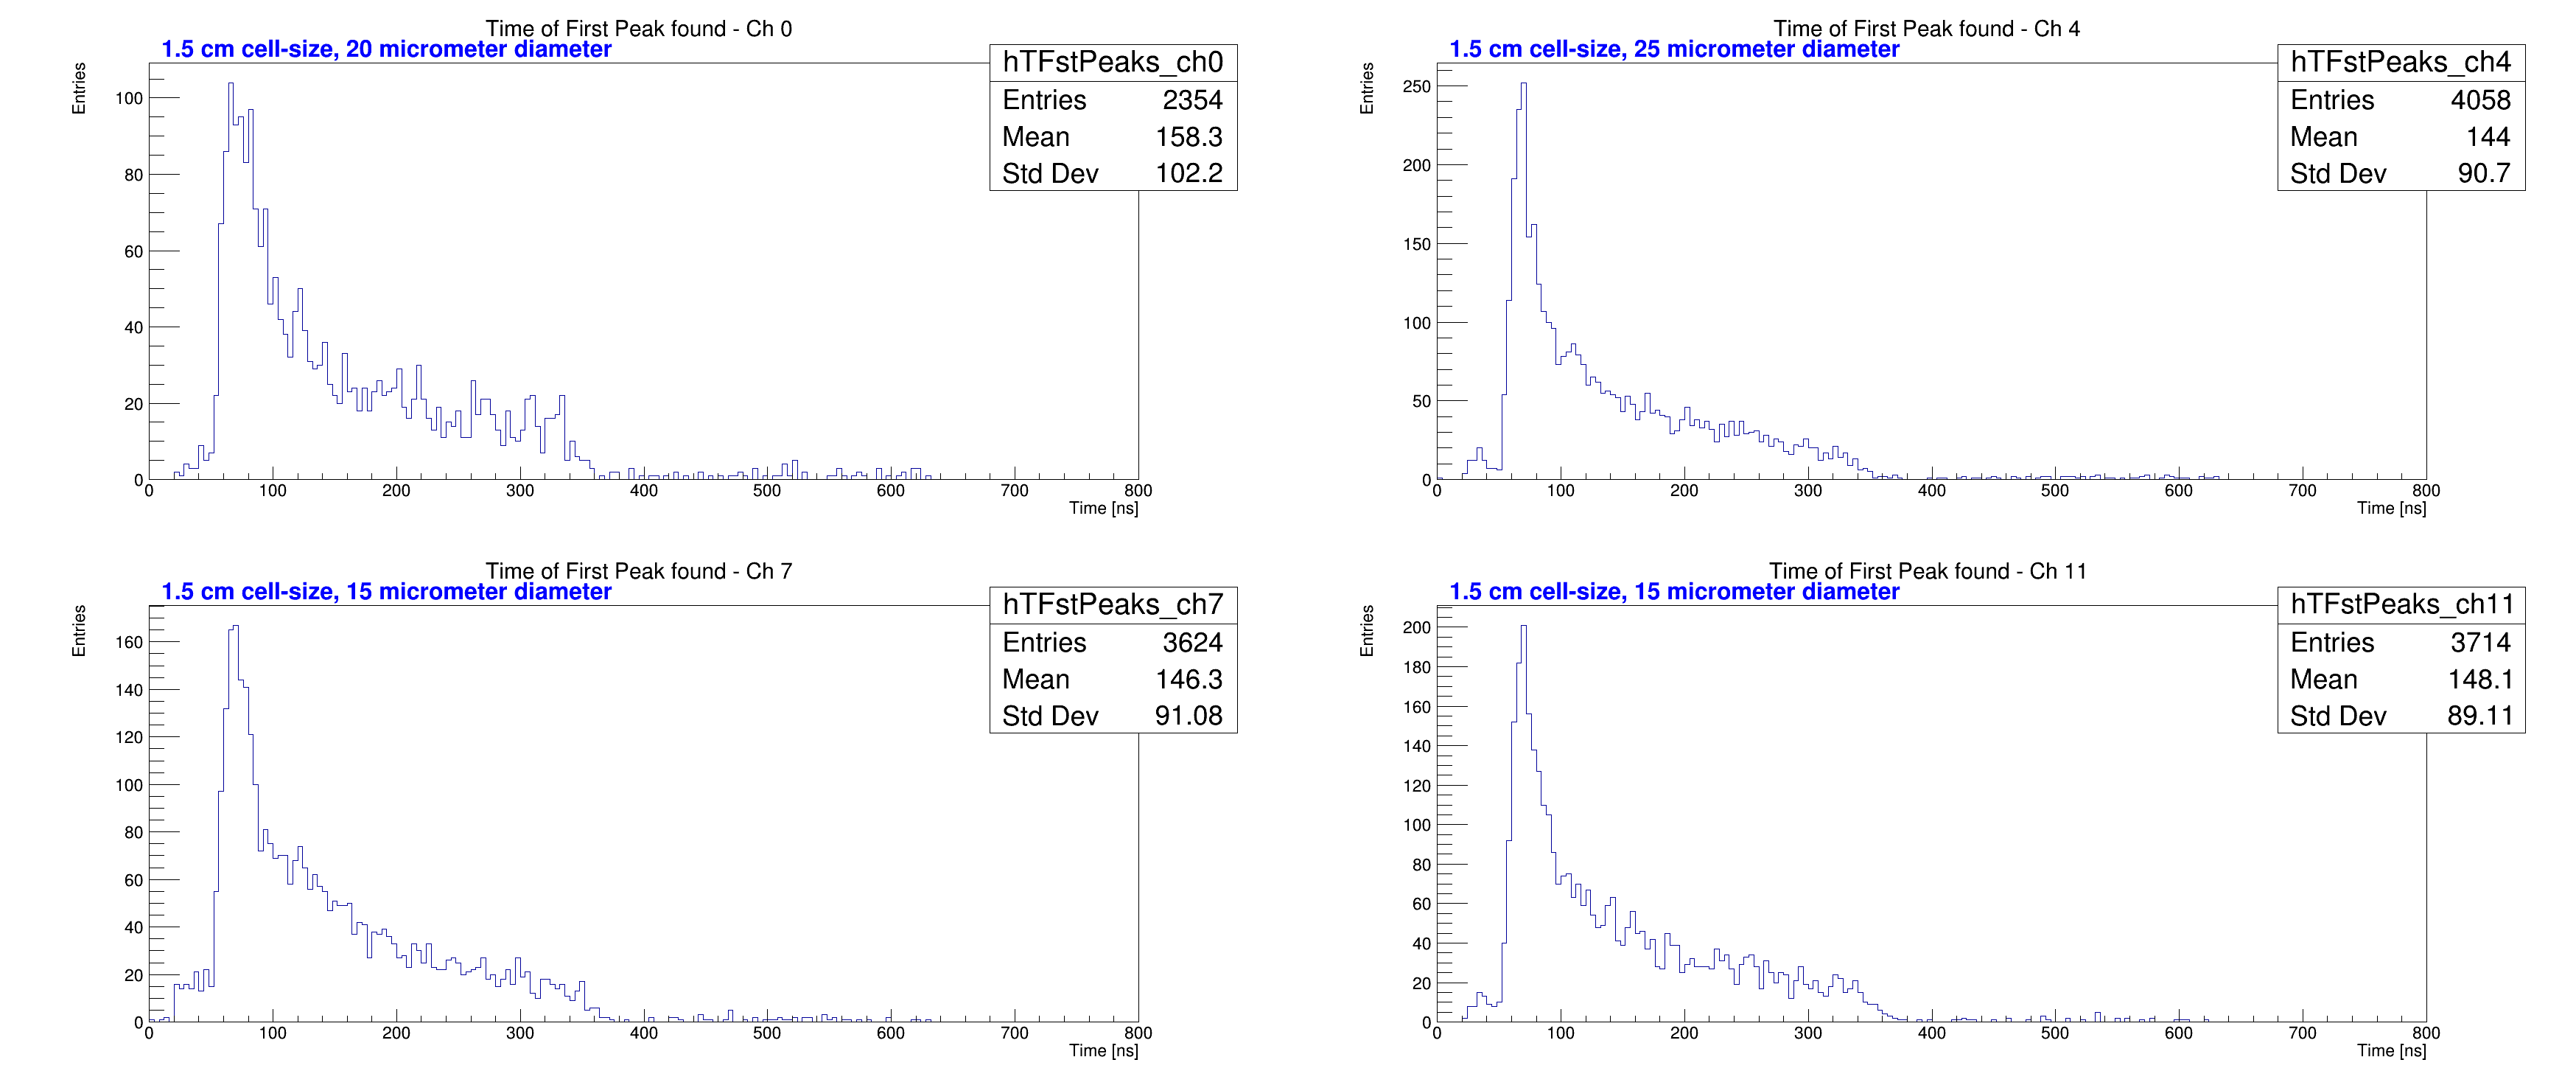 Time of First Peak found - Ch 0
1.5 cm cell-size, 20 micrometer diameter
hTFstPeaks_ch0
Entries 2354
Mean 158.3
Std Dev 102.2
Entries
100
80
60
40
20
0
0 100 200 300 400 500 600 700 800
Time [ns]
Time of First Peak found - Ch 4
1.5 cm cell-size, 25 micrometer diameter
hTFstPeaks_ch4
Entries 4058
Mean 144
Std Dev 90.7
Entries
250
200
150
100
50
0
0 100 200 300 400 500 600 700 800
Time [ns]
Time of First Peak found - Ch 7
1.5 cm cell-size, 15 micrometer diameter
hTFstPeaks_ch7
Entries 3624
Mean 146.3
Std Dev 91.08
Entries
160
140
120
100
80
60
40
20
0
0 100 200 300 400 500 600 700 800
Time [ns]
Time of First Peak found - Ch 11
1.5 cm cell-size, 15 micrometer diameter
hTFstPeaks_ch11
Entries 3714
Mean 148.1
Std Dev 89.11
Entries
200
180
160
140
120
100
80
60
40
20
0
0 100 200 300 400 500 600 700 800
Time [ns]